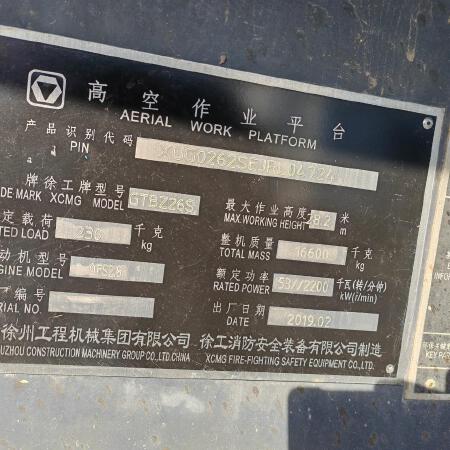 高空作业平台
AERIAL WORK PLATFORM
产品识别代码
PIN
牌徐工牌型号 GTBZ26S
DE MARK XCMG MODEL
最大作业高度 28.2 米
MAX.WORKING HEIGHT m
定载荷 230 千克
TED LOAD kg
整机质量 16600 千克
TOTAL MASS kg
动机型号
GINE MODEL
额定功率 53//2200 千瓦(转/分钟)
RATED POWER kW(r/min)
编号
RIAL NO.
出厂日期 2019.02
DATE
徐州工程机械集团有限公司 徐工消防安全装备有限公司制造
UZHOU CONSTRUCTION MACHINERY GROUP CO.,LTD.CHINA XCMG FIRE-FIGHTING SAFETY EQUIPMENT CO.,LTD.
INFOR
KEY PA